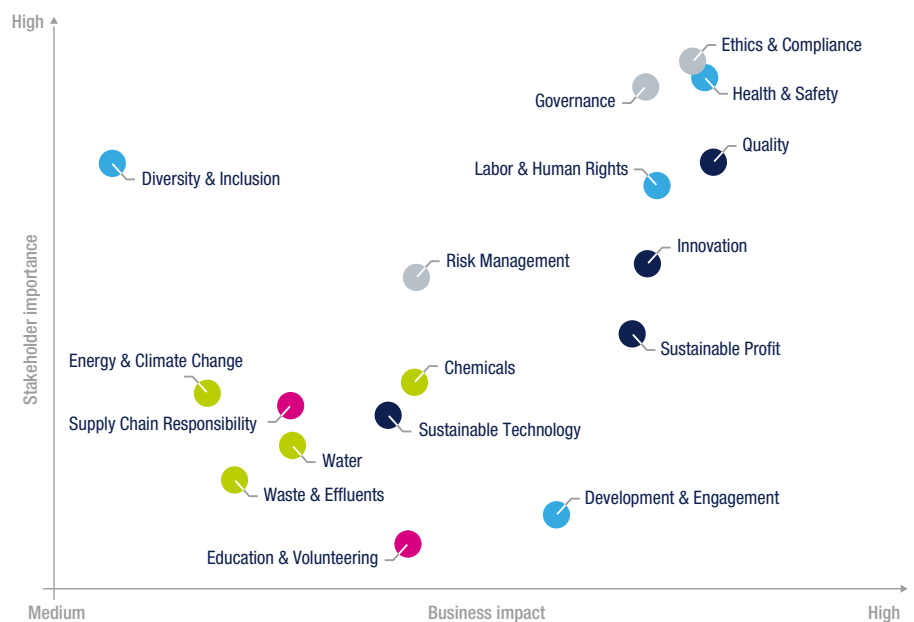 High
Ethics & Compliance
Health & Safety
Governance
Quality
Labor & Human Rights
Diversity & Inclusion
Innovation
Risk Management
Stakeholder importance
Sustainable Profit
Energy & Climate Change
Chemicals
Supply Chain Responsibility
Sustainable Technology
Water
Waste & Effluents
Development & Engagement
Education & Volunteering
Medium
Business impact
High